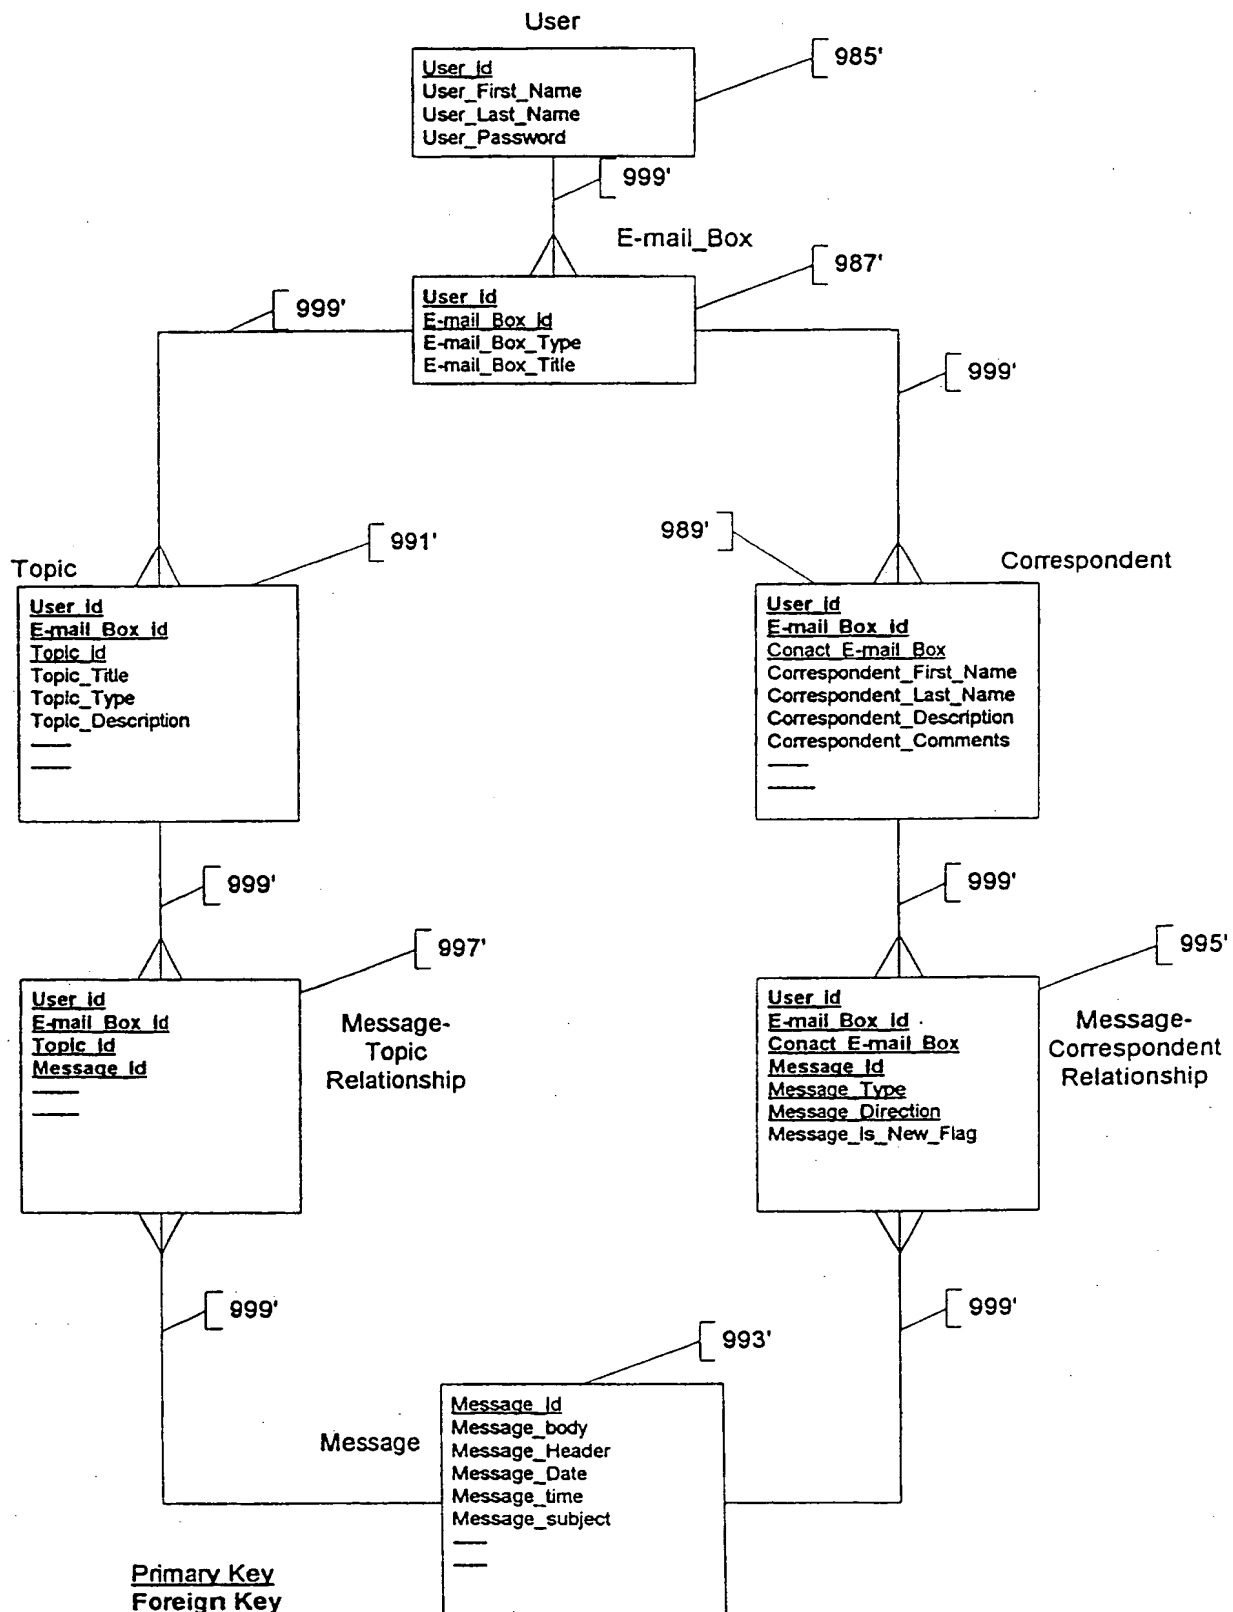 User
985'
User_id
User_First_Name
User_Last_Name
User_Password
999'
E-mail_Box
987'
User_id
E-mail_Box_id
E-mail_Box_Type
E-mail_Box_Title
999'
999'
991'
989'
Topic
Correspondent
User_id
E-mail_Box_id
Topic_id
Topic_Title
Topic_Type
Topic_Description
User_id
E-mail_Box_id
Conact_E-mail_Box
Correspondent_First_Name
Correspondent_Last_Name
Correspondent_Description
Correspondent_Comments
999'
999'
997'
995'
User_id
E-mail_Box_id
Topic_id
Message_id
Message-
Topic
Relationship
User_id
E-mail_Box_id
Conact_E-mail_Box
Message_id
Message_Type
Message_Direction
Message_Is_New_Flag
Message-
Correspondent
Relationship
999'
999'
993'
Message
Message_id
Message_body
Message_Header
Message_Date
Message_time
Message_subject
Primary Key
Foreign Key